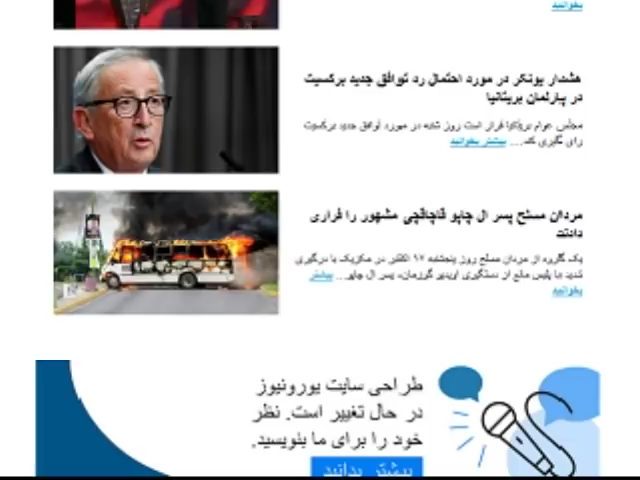 بخوانید
هشدار یونکر در مورد احتمال رد توافق جدید برکسیت
در پارلمان بریتانیا
مجلس عوام بریتانیا قرار است روز شنبه در مورد توافق جدید برکسیت
رای گیری کند.... بیشتر بخوانید
مردان مسلح پسر ال چاپو قاچاقچی مشهور را فراری
دادند
یک گروه از مردان مسلح روز پنجشنبه ۱۷ اکتبر در مکزیک با درگیری
شدید با پلیس مانع از دستگیری اویدیو گوزمان، پسر ال چاپو... بیشتر
بخوانید
طراحی سایت یورونیوز
در حال تغییر است. نظر
خود را برای ما بنویسید.
بیشتر بدانید